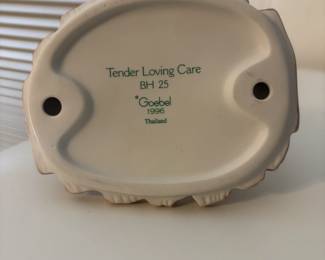 Tender Loving Care
BH 25
Goebel
1996
Thailand